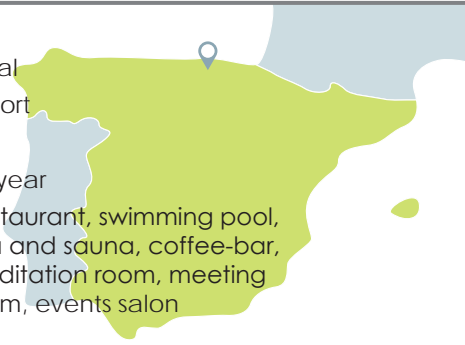 al
ort
year
taurant, swimming pool,
and sauna, coffee-bar,
ditation room, meeting
m, events salon